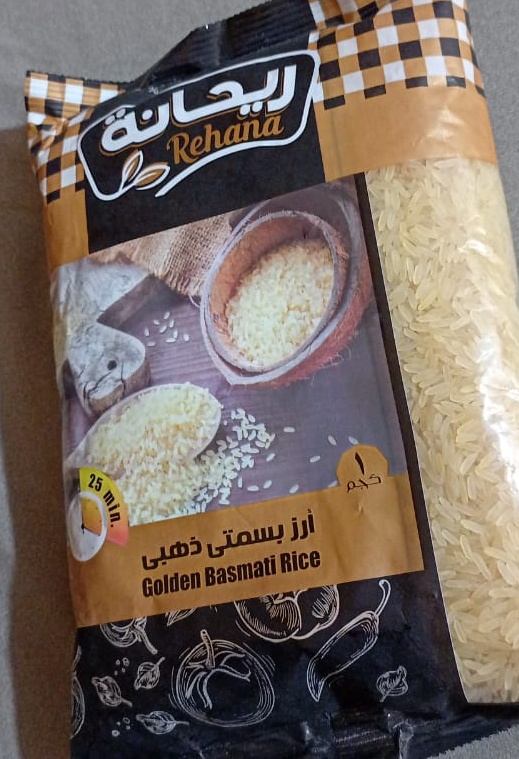 ريحانة
Rehana
١
كجم
25 min.
أرز بسمتى ذهبى
Golden Basmati Rice